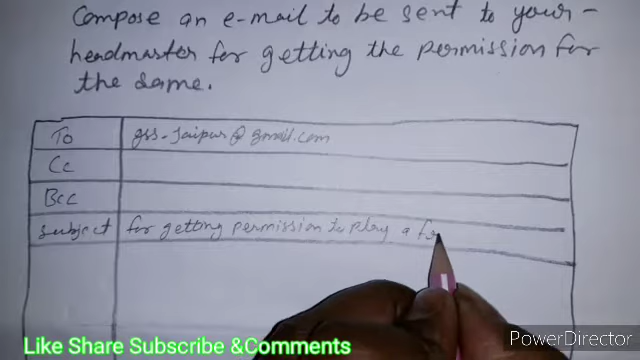 Compose an e-mail to be sent to your-
headmaster for getting the permission for
the same.
To gss-jaipur@gmail.com
Cc
Bcc
subject for getting permission to play a fo
Like Share Subscribe &Comments
PowerDirector